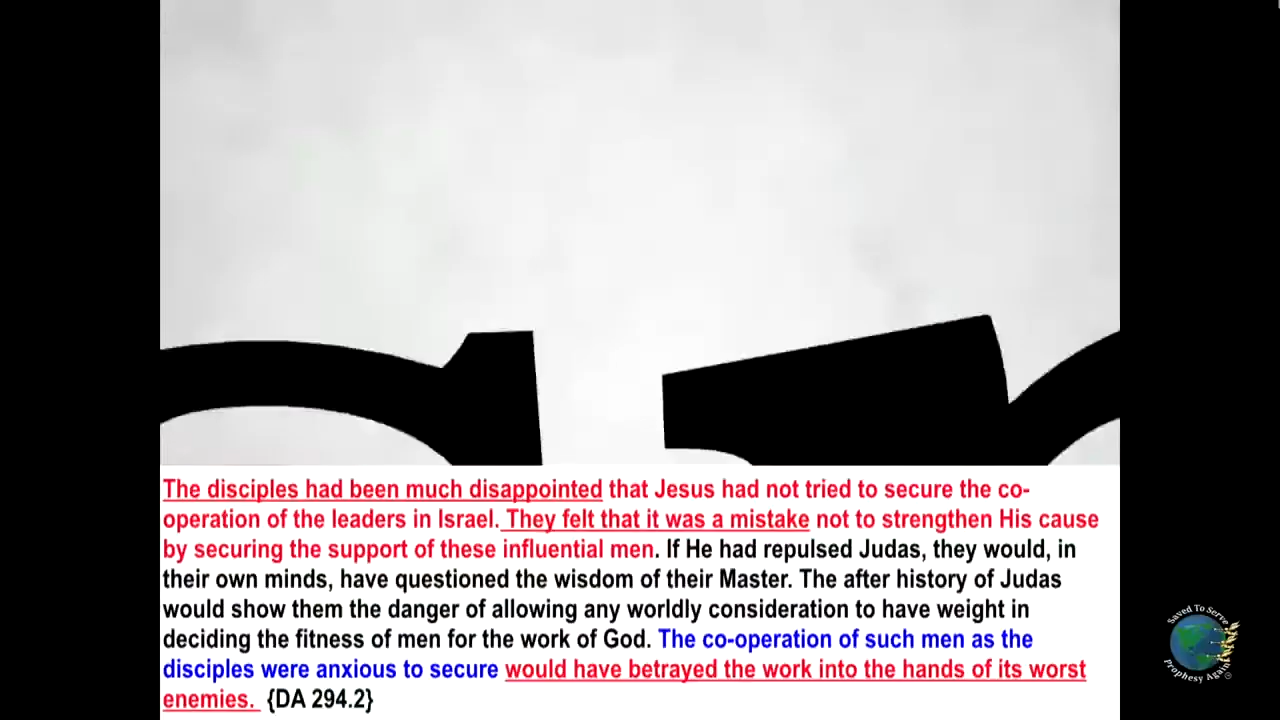 The disciples had been much disappointed that Jesus had not tried to secure the co-
operation of the leaders in Israel. They felt that it was a mistake not to strengthen His cause
by securing the support of these influential men. If He had repulsed Judas, they would, in
their own minds, have questioned the wisdom of their Master. The after history of Judas
would show them the danger of allowing any worldly consideration to have weight in
deciding the fitness of men for the work of God. The co-operation of such men as the
disciples were anxious to secure would have betrayed the work into the hands of its worst
enemies. {DA 294.2}
Saved To Serve
Prophesy Again